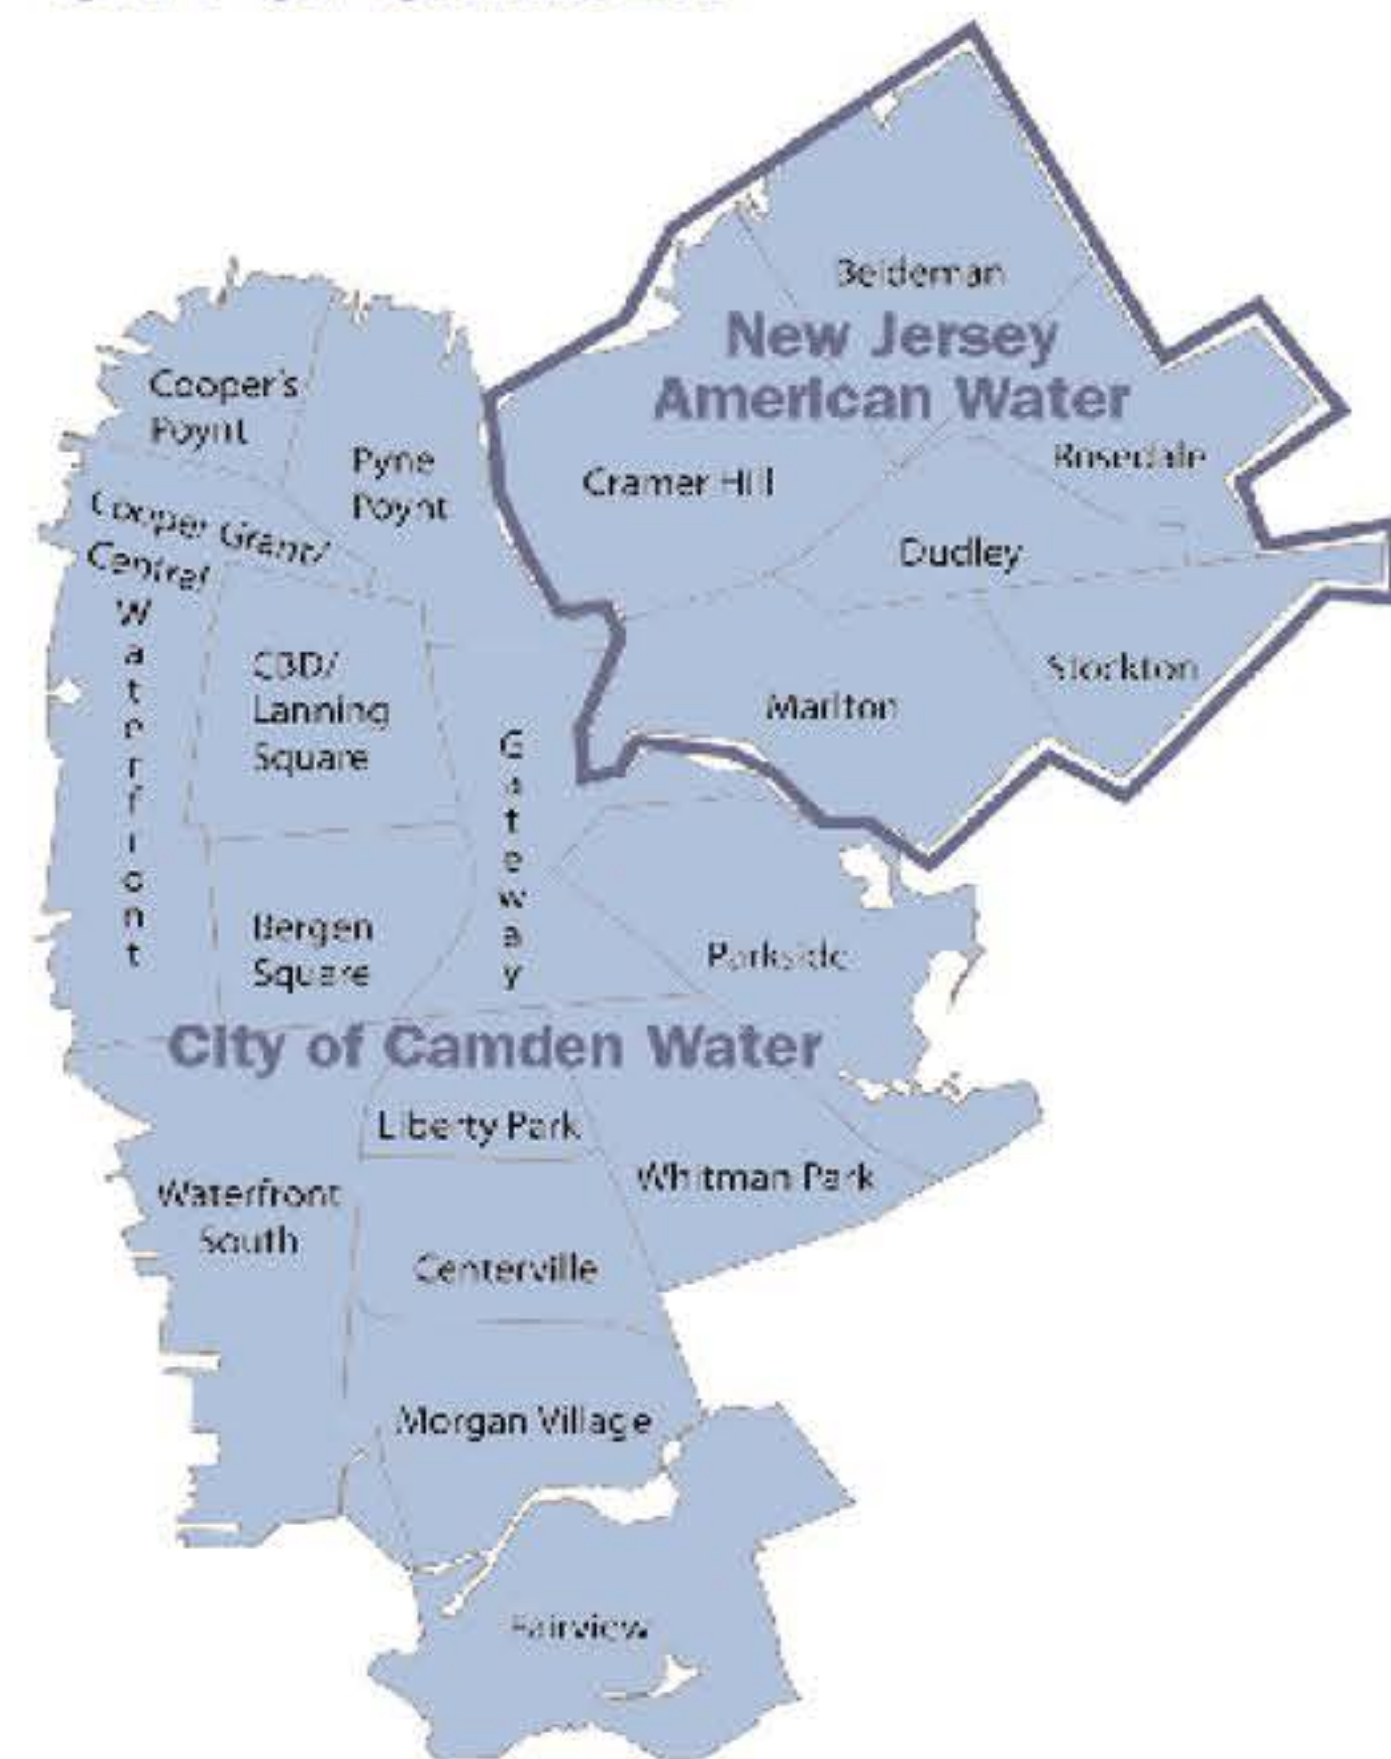 Beideman
New Jersey
American Water
Cooper's
Poynt
Pyne
Poynt
Cramer Hill
Rosedale
Cooper Grant/
Central
Waterfront
Dudley
CBD/
Lanning
Square
Stockton
Marlton
Gateway
Bergen
Square
Parkside
City of Camden Water
Liberty Park
Whitman Park
Waterfront
South
Centerville
Morgan Village
Fairview